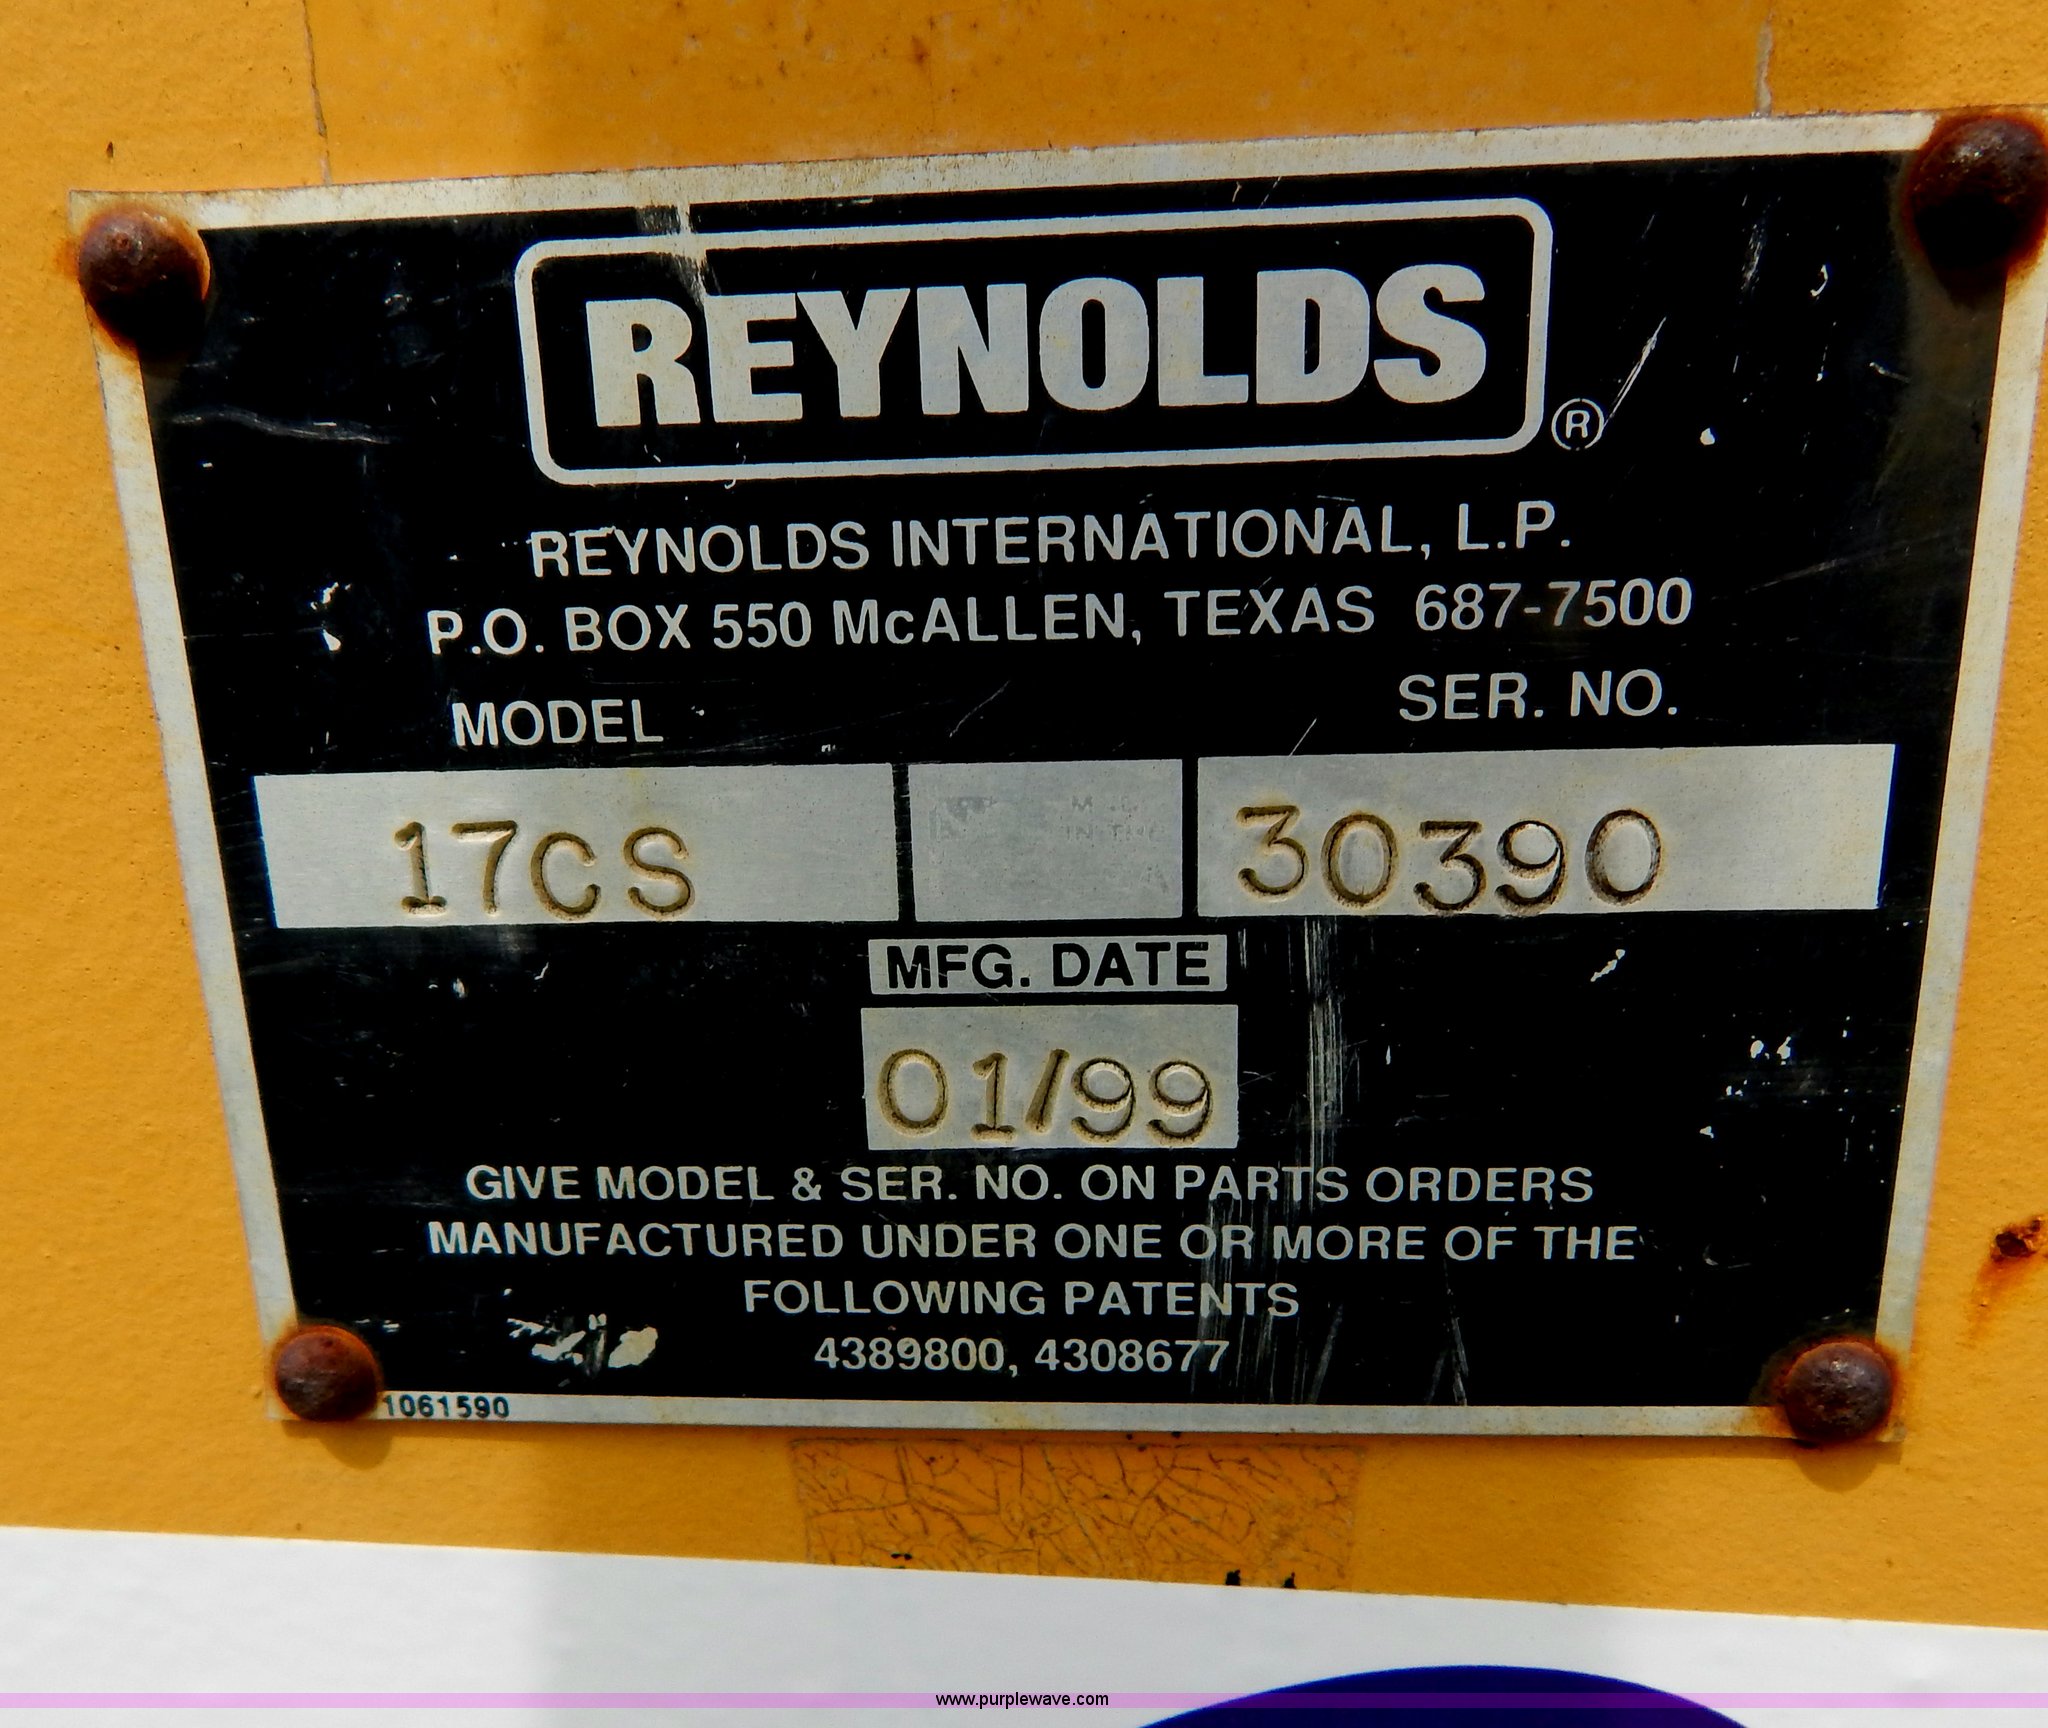 REYNOLDS
®
REYNOLDS INTERNATIONAL, L.P.
P.O. BOX 550 McALLEN, TEXAS 687-7500
MODEL SER. NO.
17CS 30390
MFG. DATE
01/99
GIVE MODEL & SER. NO. ON PARTS ORDERS
MANUFACTURED UNDER ONE OR MORE OF THE
FOLLOWING PATENTS
4389800, 4308677
1061590
www.purplewave.com